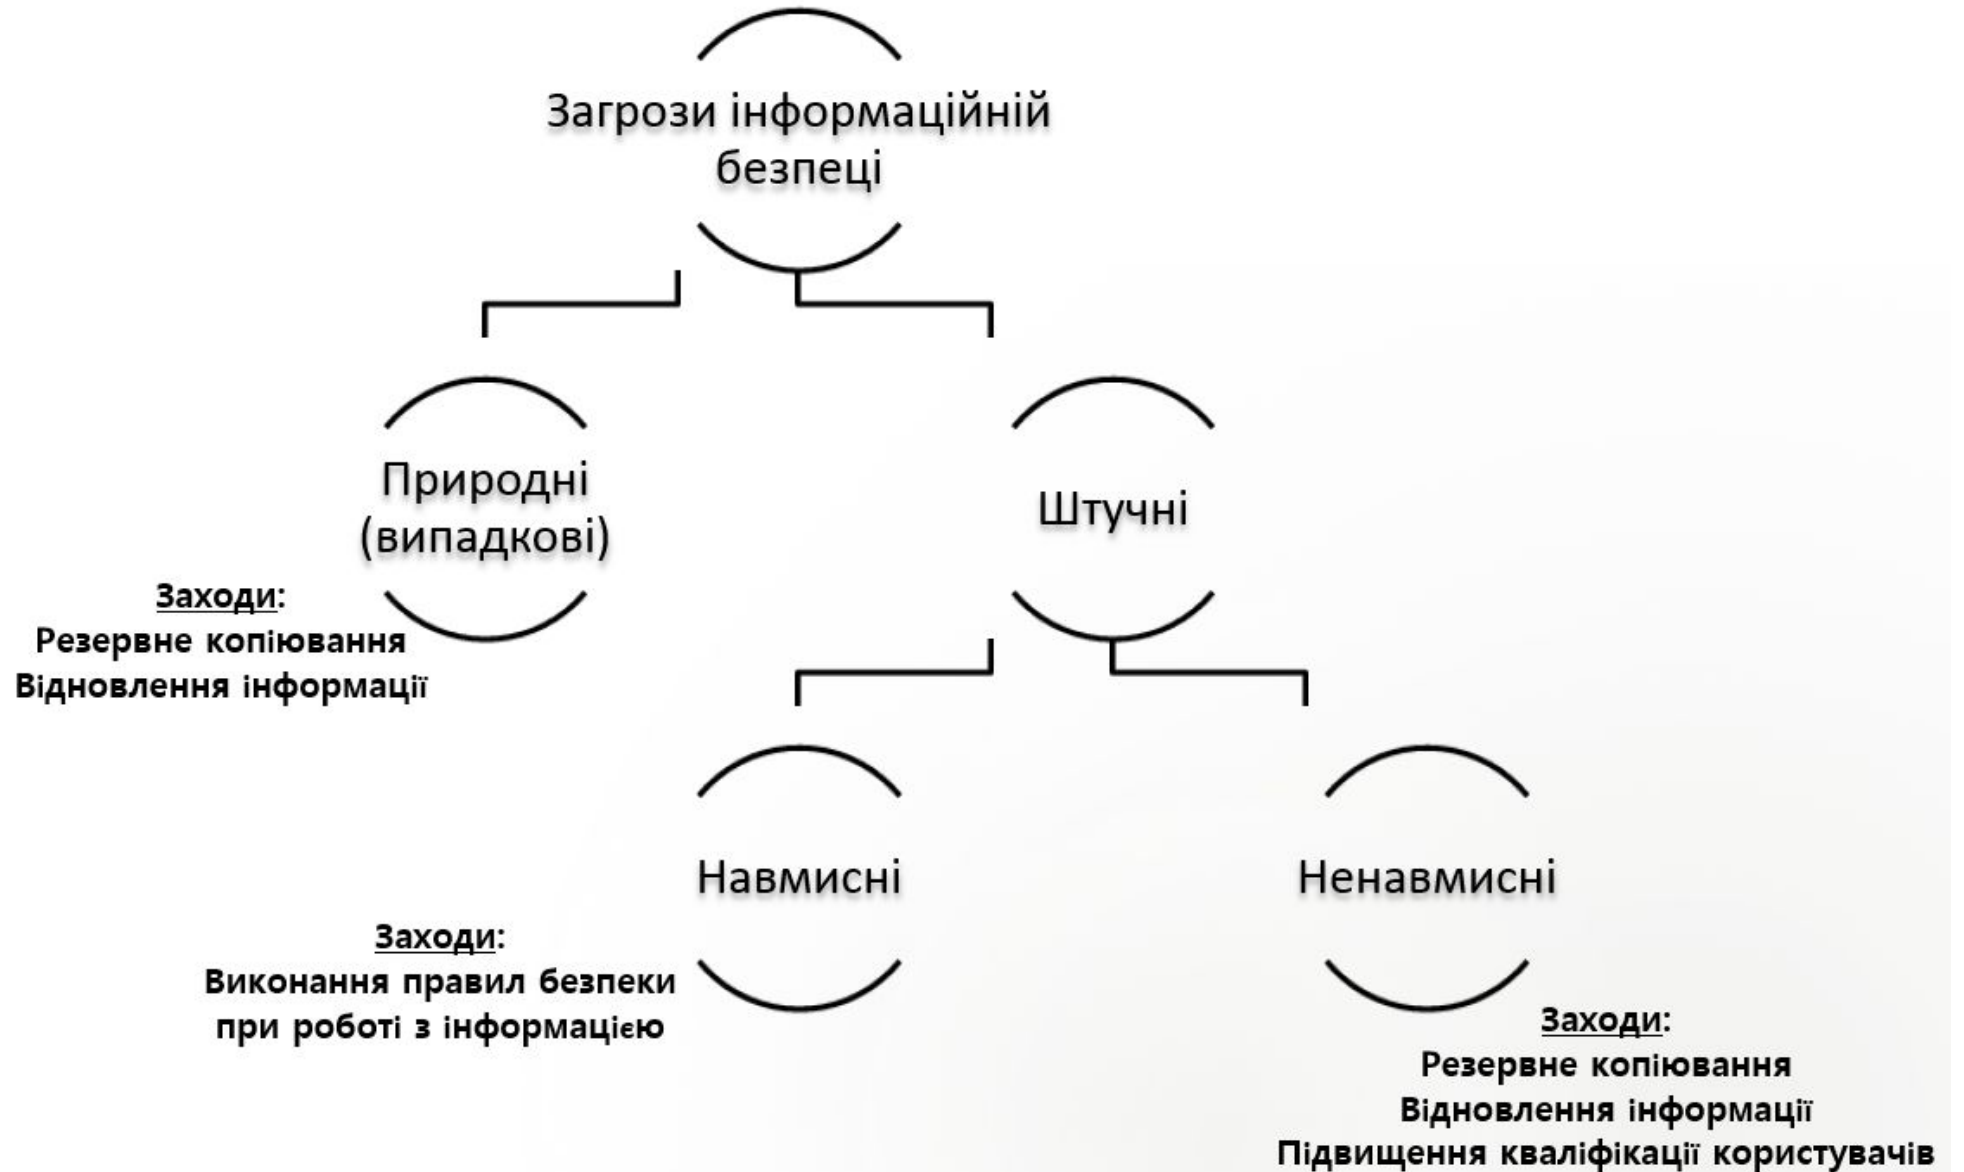 Загрози інформаційній
безпеці
Природні
(випадкові)
Штучні
Заходи:
Резервне копіювання
Відновлення інформації
Навмисні
Ненавмисні
Заходи:
Виконання правил безпеки
при роботі з інформацією
Заходи:
Резервне копіювання
Відновлення інформації
Підвищення кваліфікації користувачів